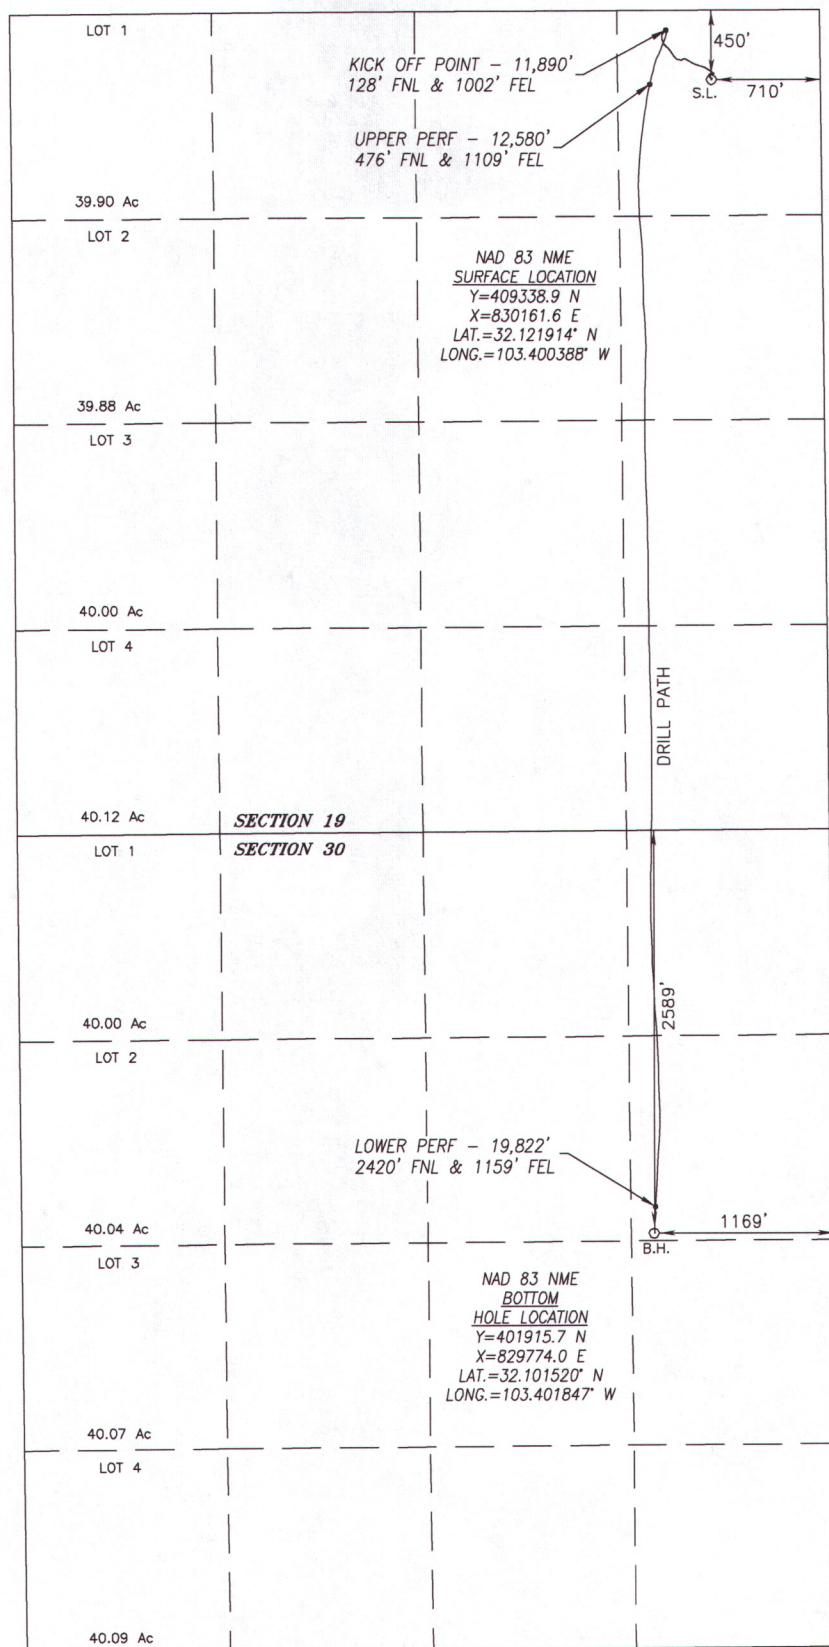 LOT 1
450'
KICK OFF POINT – 11,890'
128' FNL & 1002' FEL
S.L.
710'
UPPER PERF – 12,580'
476' FNL & 1109' FEL
39.90 Ac
LOT 2
NAD 83 NME
SURFACE LOCATION
Y=409338.9 N
X=830161.6 E
LAT.=32.121914° N
LONG.=103.400388° W
39.88 Ac
LOT 3
40.00 Ac
LOT 4
DRILL PATH
40.12 Ac
SECTION 19
LOT 1
SECTION 30
2589'
40.00 Ac
LOT 2
LOWER PERF – 19,822'
2420' FNL & 1159' FEL
40.04 Ac
1169'
B.H.
LOT 3
NAD 83 NME
BOTTOM
HOLE LOCATION
Y=401915.7 N
X=829774.0 E
LAT.=32.101520° N
LONG.=103.401847° W
40.07 Ac
LOT 4
40.09 Ac